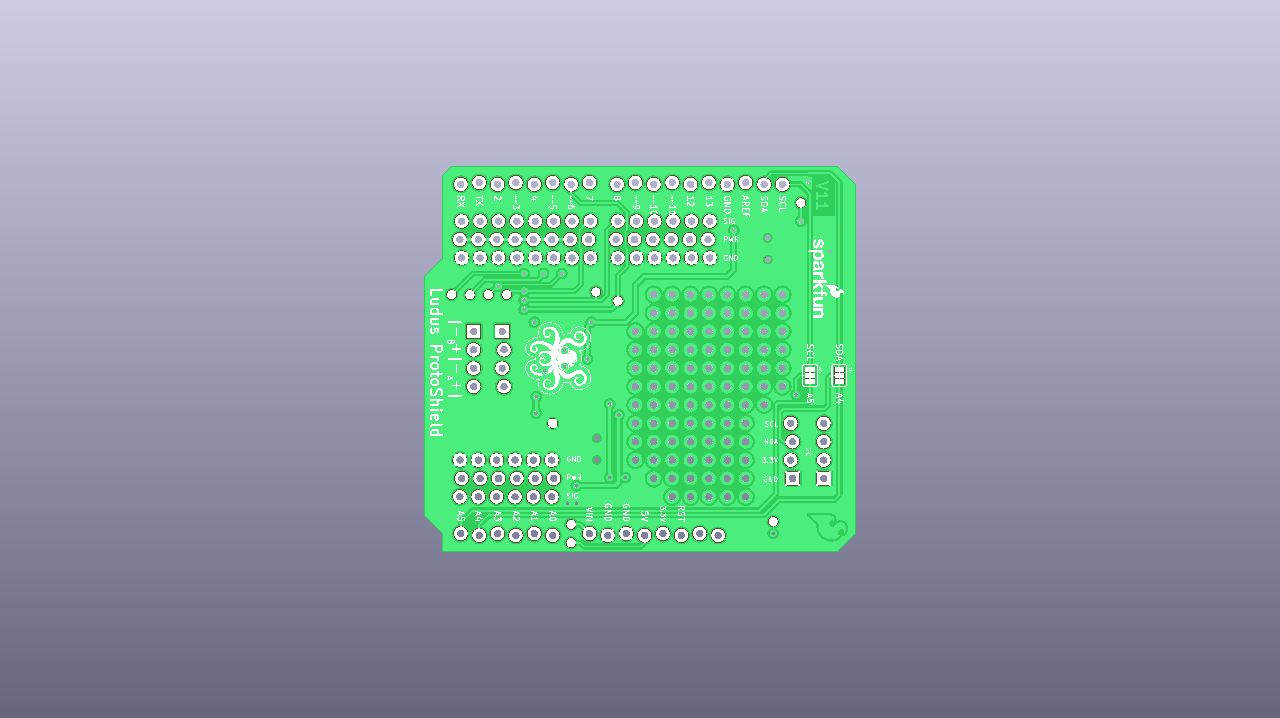 RX TX 2 ~3 4 ~5 ~6 7 8 ~9 ~10 ~11 12 13 GND AREF SDA SCL
V11
SIG
PWR
GND
sparkfun
Ludus ProtoShield
|-B+|-A+|
SCL
SDA
A5
A4
SCL
SDA
3.3V
GND
GND
PWR
SIG
A5 A4 A3 A2 A1 A0 VIN GND GND 5V 3.3V RST